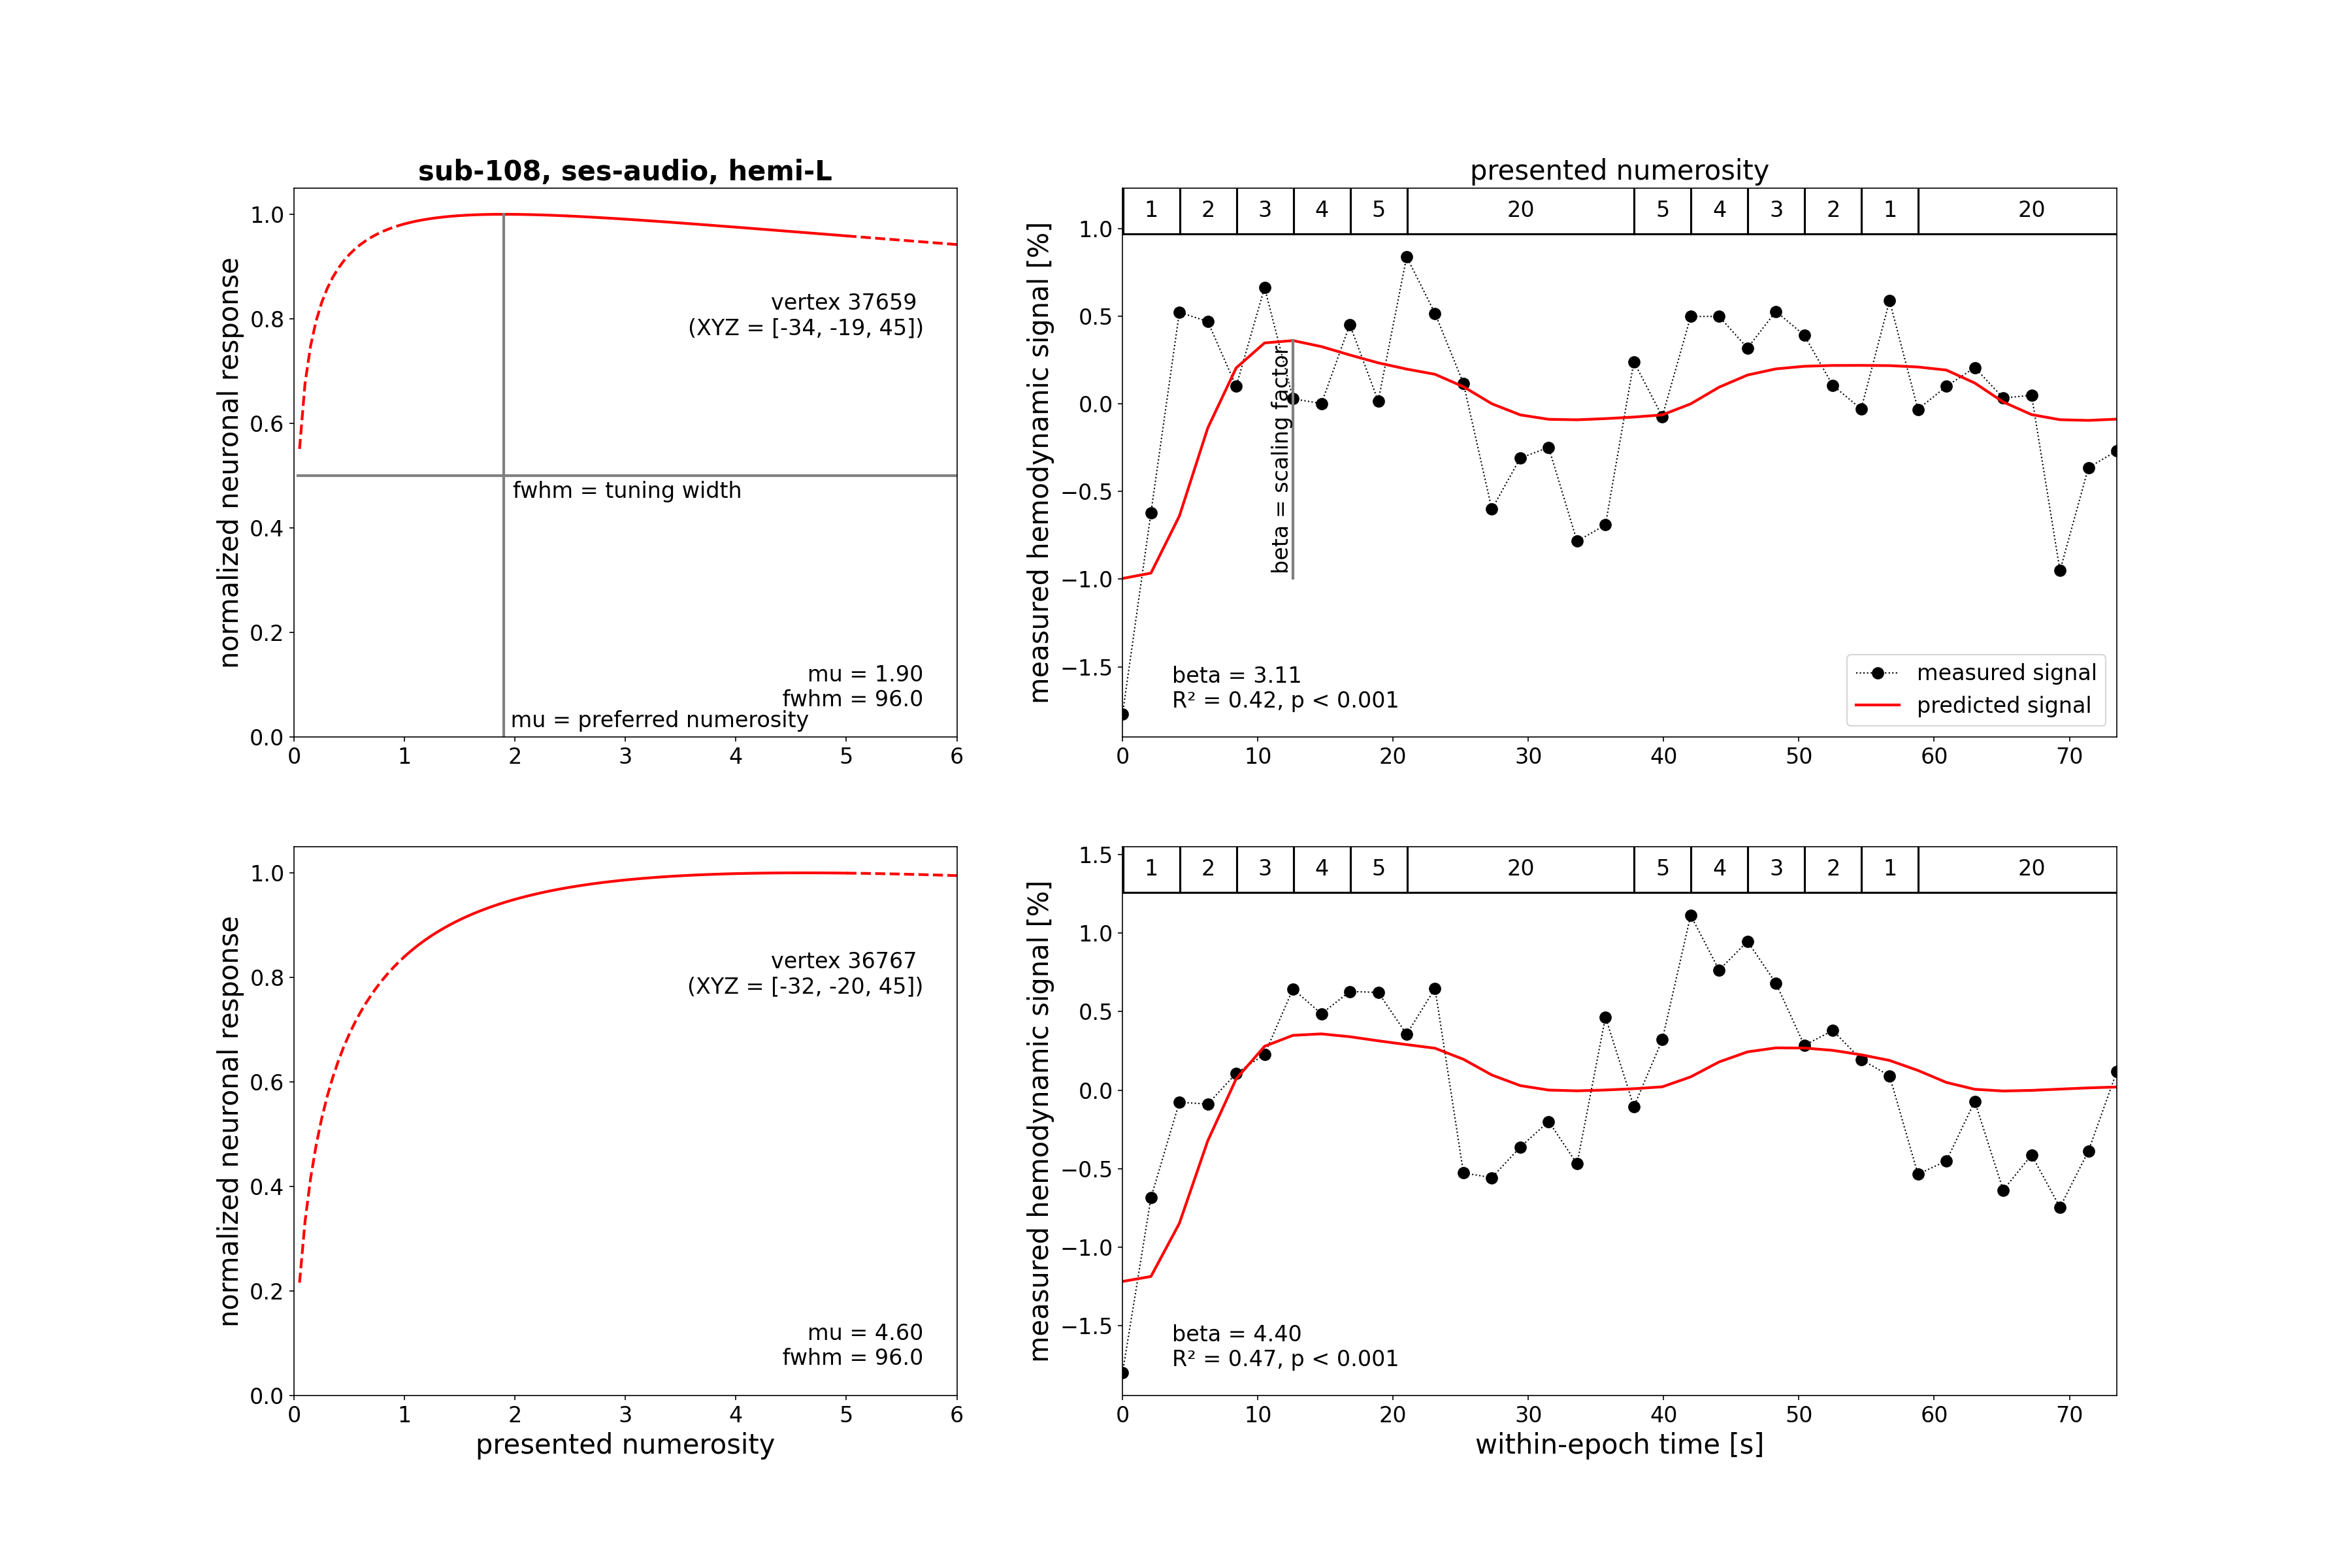 sub-108, ses-audio, hemi-L
normalized neuronal response
1.0
0.8
0.6
0.4
0.2
0.0
vertex 37659
(XYZ = [-34, -19, 45])
fwhm = tuning width
mu = 1.90
fwhm = 96.0
mu = preferred numerosity
0 1 2 3 4 5 6
presented numerosity
measured hemodynamic signal [%]
1 2 3 4 5 20 5 4 3 2 1 20
1.0
0.5
0.0
−0.5
−1.0
−1.5
beta = scaling factor
beta = 3.11
R² = 0.42, p < 0.001
measured signal
predicted signal
0 10 20 30 40 50 60 70
normalized neuronal response
1.0
0.8
0.6
0.4
0.2
0.0
vertex 36767
(XYZ = [-32, -20, 45])
mu = 4.60
fwhm = 96.0
0 1 2 3 4 5 6
presented numerosity
measured hemodynamic signal [%]
1 2 3 4 5 20 5 4 3 2 1 20
1.5
1.0
0.5
0.0
−0.5
−1.0
−1.5
beta = 4.40
R² = 0.47, p < 0.001
0 10 20 30 40 50 60 70
within-epoch time [s]